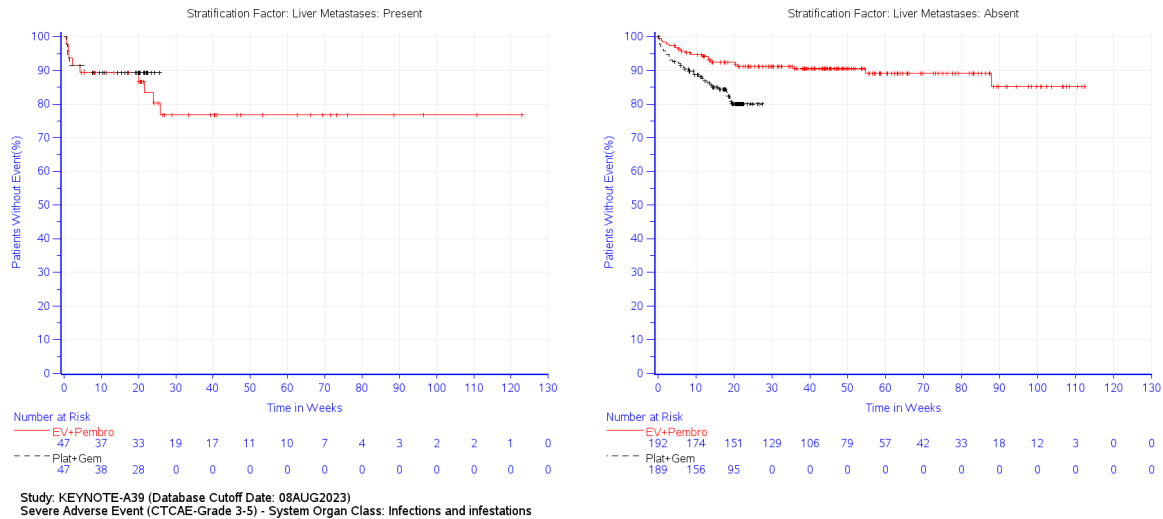 Stratification Factor: Liver Metastases: Present
100
90
80
70
60
50
40
30
20
10
0
Patients Without Event(%)
0 10 20 30 40 50 60 70 80 90 100 110 120 130
Time in Weeks
Number at Risk
EV+Pembro
47 37 33 19 17 11 10 7 4 3 2 2 1 0
Plat+Gem
47 38 28 0 0 0 0 0 0 0 0 0 0 0
Stratification Factor: Liver Metastases: Absent
100
90
80
70
60
50
40
30
20
10
0
Patients Without Event(%)
0 10 20 30 40 50 60 70 80 90 100 110 120 130
Time in Weeks
Number at Risk
EV+Pembro
192 174 151 129 106 79 57 42 33 18 12 3 0 0
Plat+Gem
189 156 95 0 0 0 0 0 0 0 0 0 0 0
Study: KEYNOTE-A39 (Database Cutoff Date: 08AUG2023)
Severe Adverse Event (CTCAE-Grade 3-5) - System Organ Class: Infections and infestations